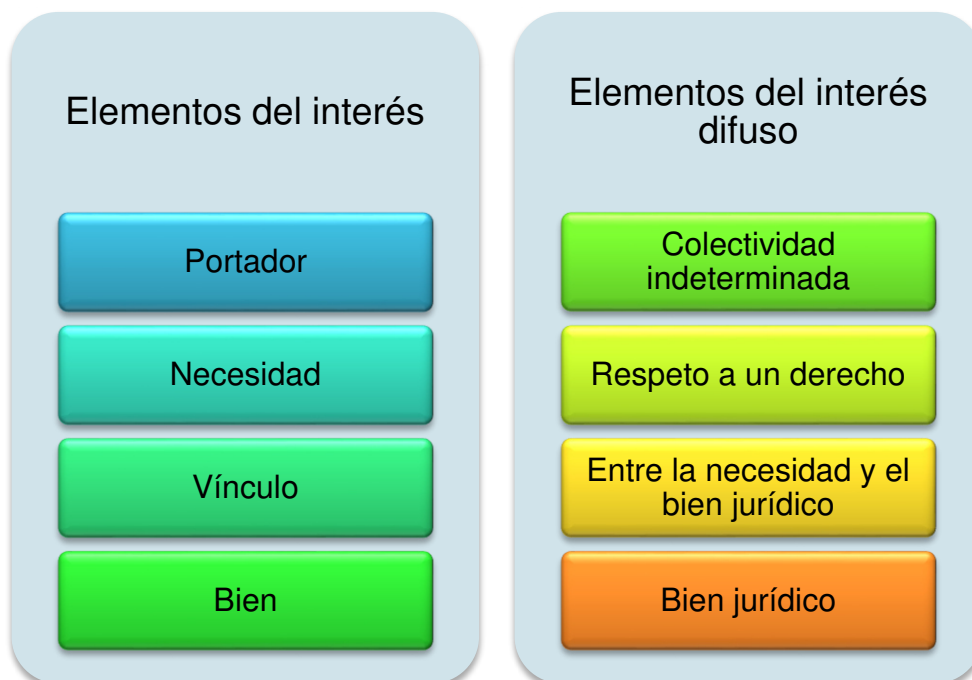 Elementos del interés
Portador
Necesidad
Vínculo
Bien
Elementos del interés
difuso
Colectividad
indeterminada
Respeto a un derecho
Entre la necesidad y el
bien jurídico
Bien jurídico